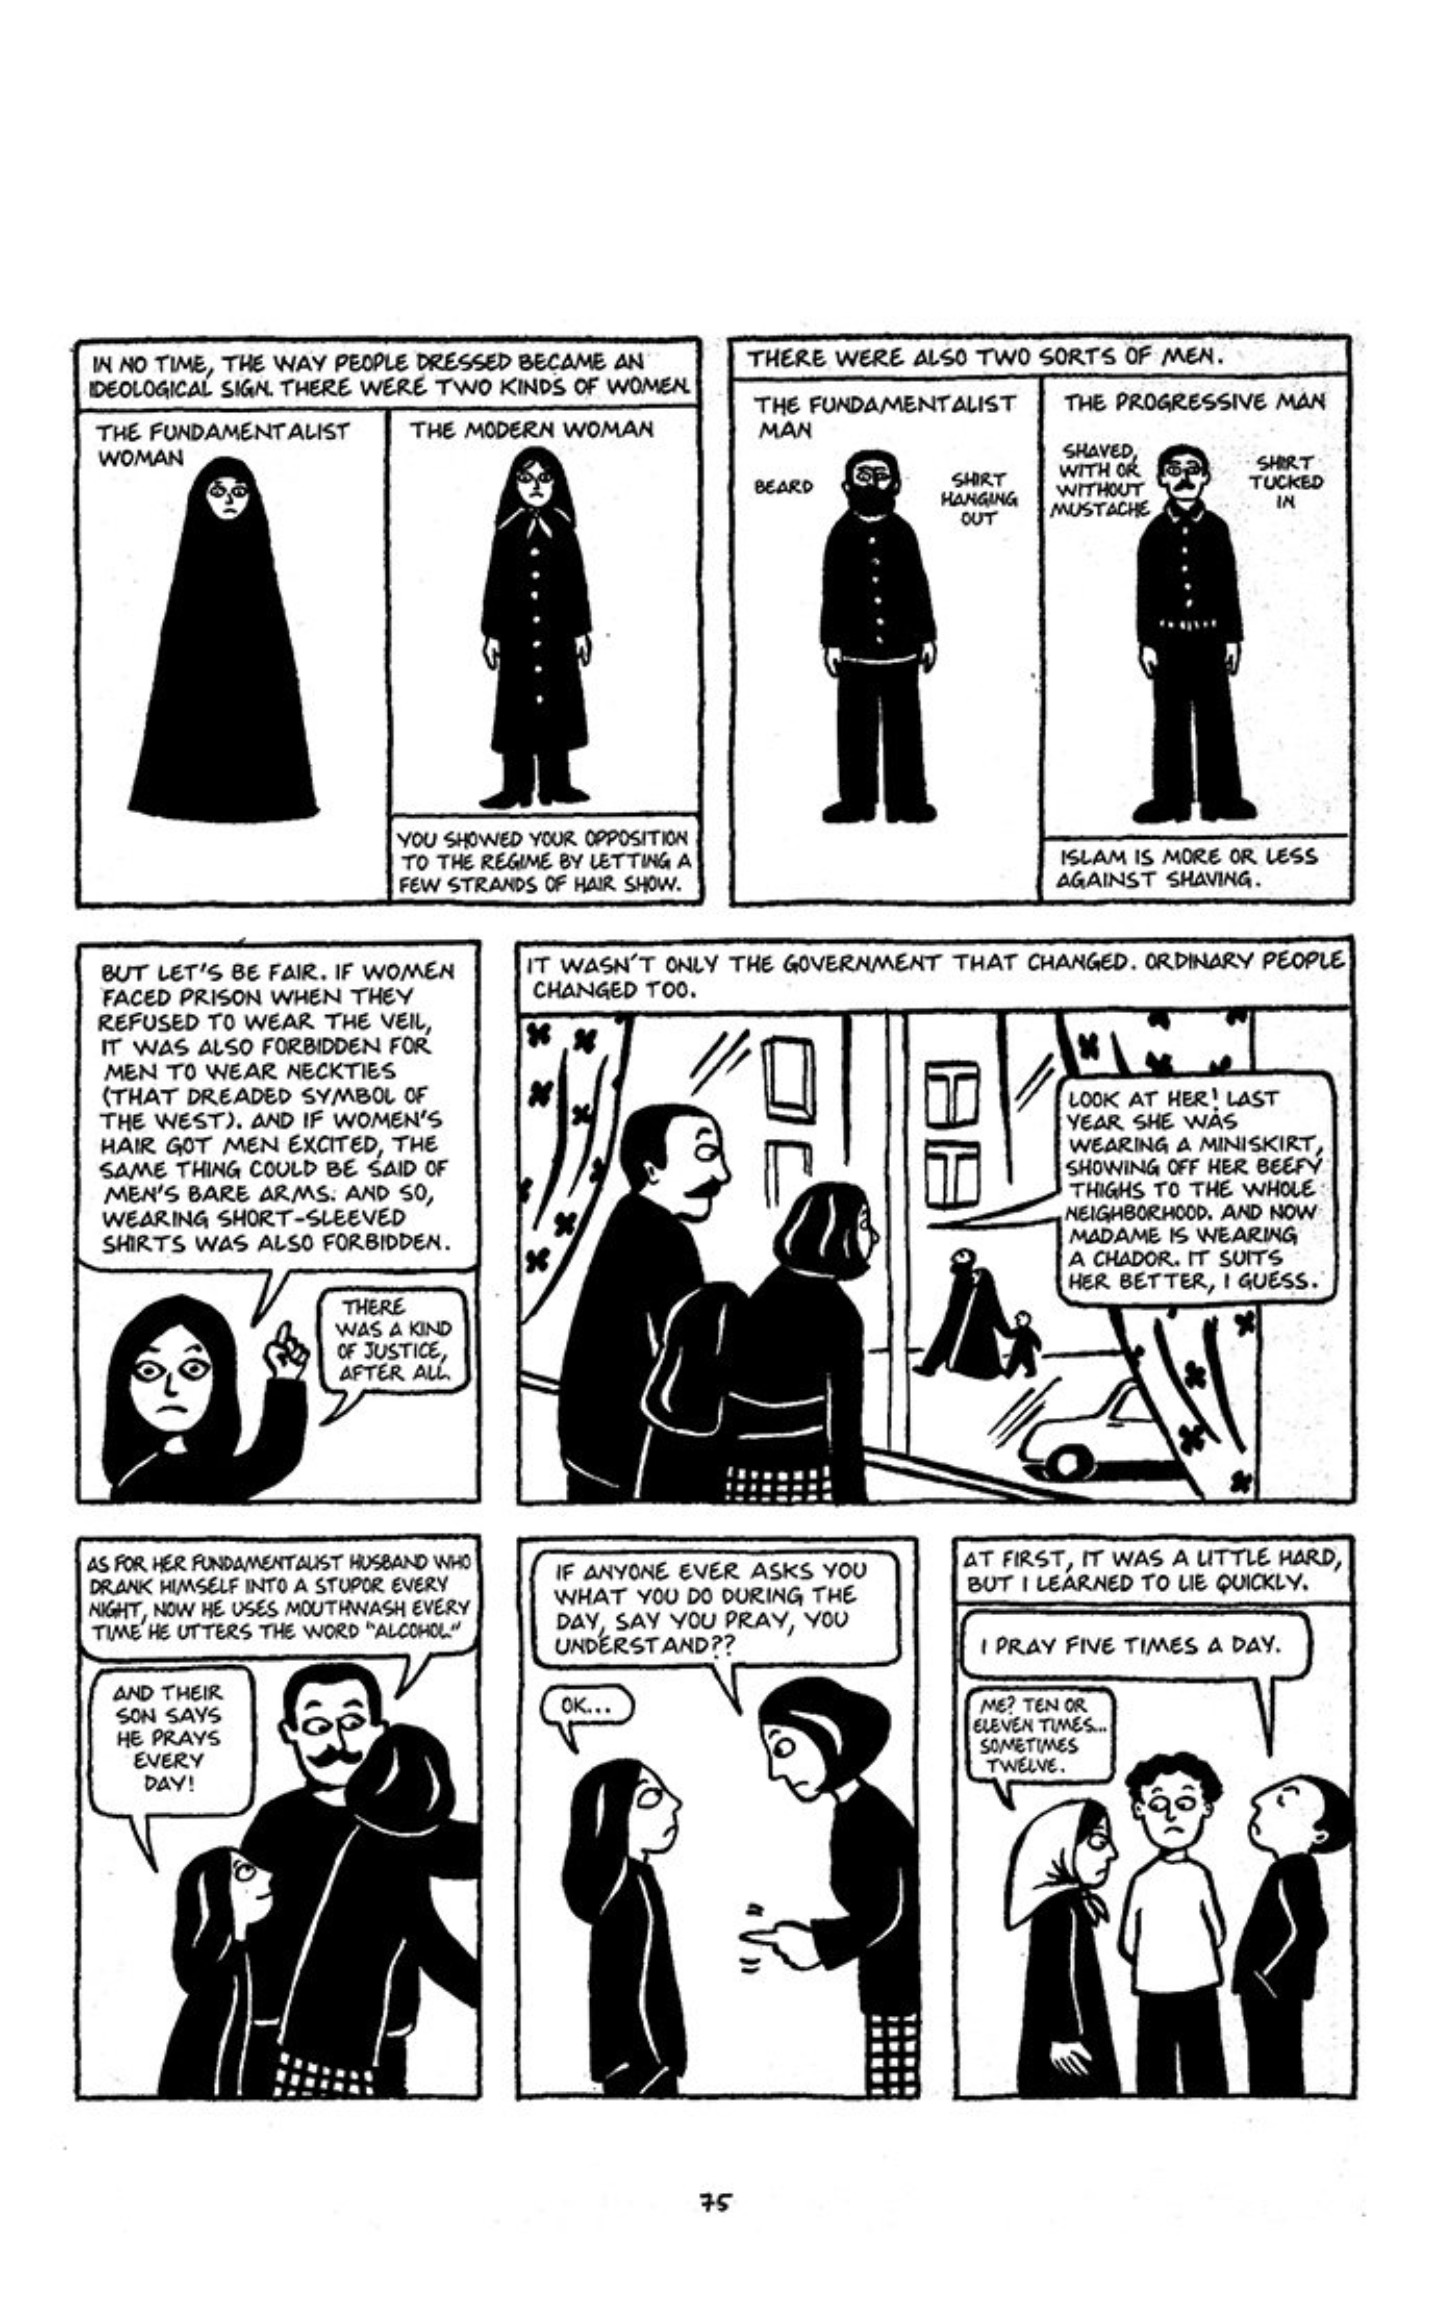 IN NO TIME, THE WAY PEOPLE DRESSED BECAME AN
IDEOLOGICAL SIGN. THERE WERE TWO KINDS OF WOMEN.
THE FUNDAMENTALIST
WOMAN
THE MODERN WOMAN
YOU SHOWED YOUR OPPOSITION
TO THE REGIME BY LETTING A
FEW STRANDS OF HAIR SHOW.
THERE WERE ALSO TWO SORTS OF MEN.
THE FUNDAMENTALIST
MAN
BEARD
SHIRT
HANGING
OUT
THE PROGRESSIVE MAN
SHAVED,
WITH OR
WITHOUT
MUSTACHE
SHIRT
TUCKED
IN
ISLAM IS MORE OR LESS
AGAINST SHAVING.
BUT LET'S BE FAIR. IF WOMEN
FACED PRISON WHEN THEY
REFUSED TO WEAR THE VEIL,
IT WAS ALSO FORBIDDEN FOR
MEN TO WEAR NECKTIES
(THAT DREADED SYMBOL OF
THE WEST). AND IF WOMEN'S
HAIR GOT MEN EXCITED, THE
SAME THING COULD BE SAID OF
MEN'S BARE ARMS. AND SO,
WEARING SHORT-SLEEVED
SHIRTS WAS ALSO FORBIDDEN.
THERE
WAS A KIND
OF JUSTICE,
AFTER ALL.
IT WASN'T ONLY THE GOVERNMENT THAT CHANGED. ORDINARY PEOPLE
CHANGED TOO.
LOOK AT HER! LAST
YEAR SHE WAS
WEARING A MINISKIRT,
SHOWING OFF HER BEEFY
THIGHS TO THE WHOLE
NEIGHBORHOOD. AND NOW
MADAME IS WEARING
A CHADOR. IT SUITS
HER BETTER, I GUESS.
AS FOR HER FUNDAMENTALIST HUSBAND WHO
DRANK HIMSELF INTO A STUPOR EVERY
NIGHT, NOW HE USES MOUTHWASH EVERY
TIME HE UTTERS THE WORD "ALCOHOL"
AND THEIR
SON SAYS
HE PRAYS
EVERY
DAY!
IF ANYONE EVER ASKS YOU
WHAT YOU DO DURING THE
DAY, SAY YOU PRAY, YOU
UNDERSTAND??
OK...
AT FIRST, IT WAS A LITTLE HARD,
BUT I LEARNED TO LIE QUICKLY.
I PRAY FIVE TIMES A DAY.
ME? TEN OR
ELEVEN TIMES...
SOMETIMES
TWELVE.
75